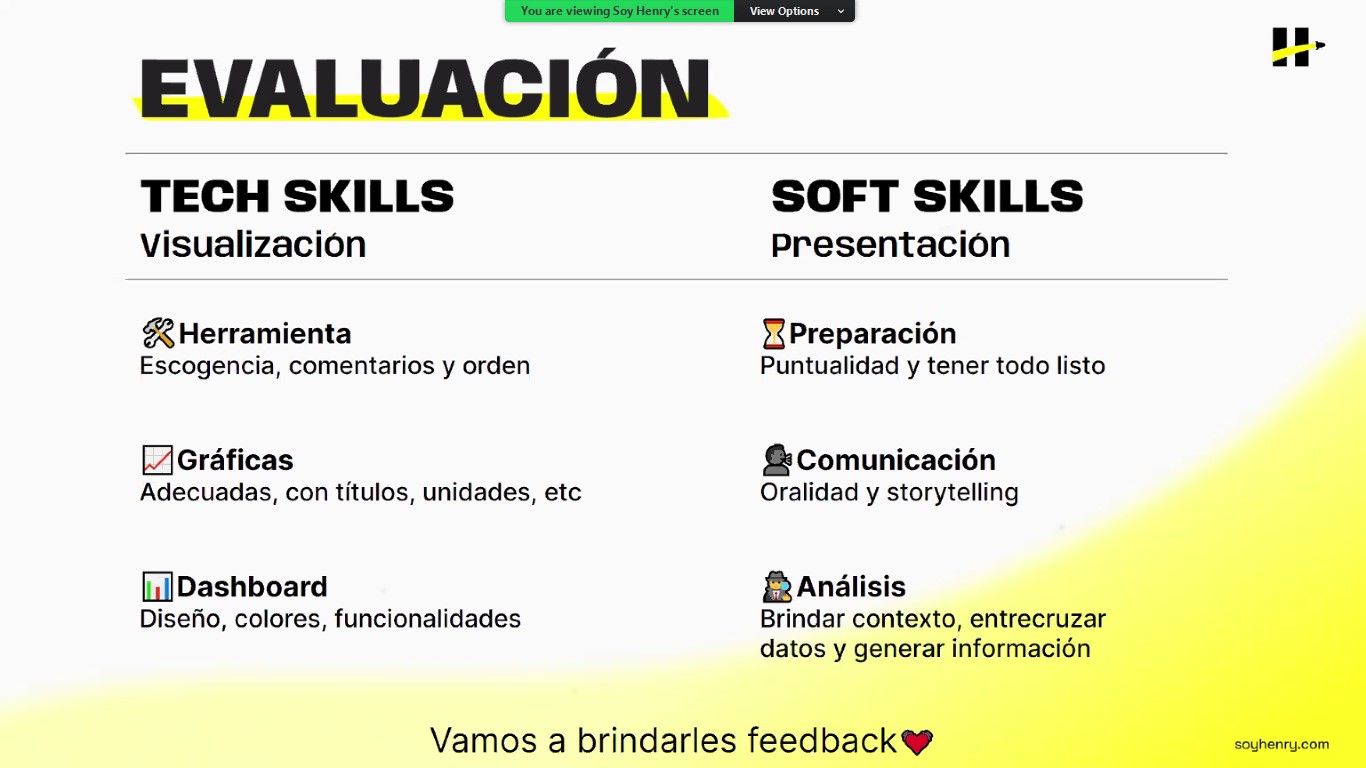 You are viewing Soy Henry's screen View Options
EVALUACIÓN
TECH SKILLS
Visualización
SOFT SKILLS
Presentación
Herramienta
Escogencia, comentarios y orden
Gráficas
Adecuadas, con títulos, unidades, etc
Dashboard
Diseño, colores, funcionalidades
Preparación
Puntualidad y tener todo listo
Comunicación
Oralidad y storytelling
Análisis
Brindar contexto, entrecruzar
datos y generar información
Vamos a brindarles feedback
soyhenry.com